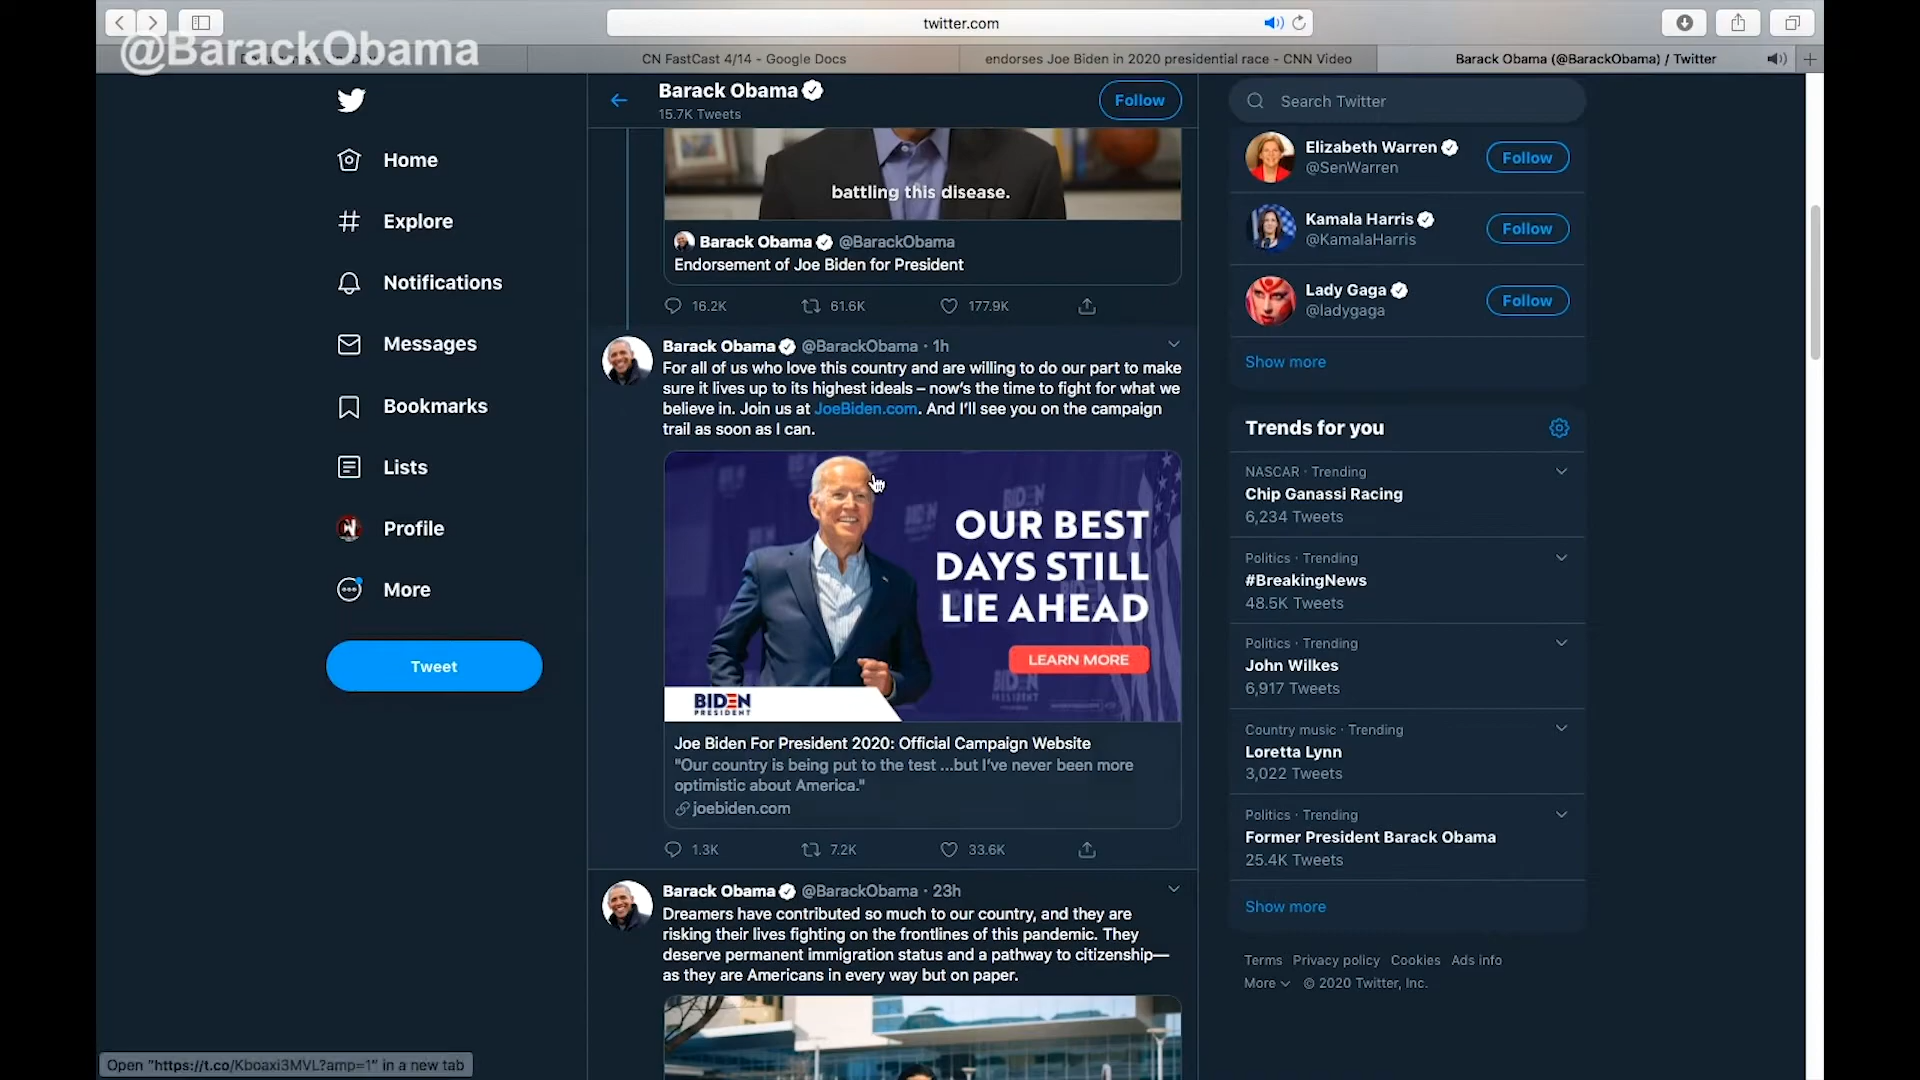 twitter.com
@BarackObama
CN FastCast 4/14 - Google Docs
endorses Joe Biden in 2020 presidential race - CNN Video
Barack Obama (@BarackObama) / Twitter
Home
Explore
Notifications
Messages
Bookmarks
Lists
Profile
More
Tweet
Barack Obama
15.7K Tweets
Follow
battling this disease.
Barack Obama @BarackObama
Endorsement of Joe Biden for President
16.2K 61.6K 177.9K
Barack Obama @BarackObama · 1h
For all of us who love this country and are willing to do our part to make
sure it lives up to its highest ideals – now's the time to fight for what we
believe in. Join us at JoeBiden.com. And I'll see you on the campaign
trail as soon as I can.
OUR BEST
DAYS STILL
LIE AHEAD
LEARN MORE
BIDEN
PRESIDENT
Joe Biden For President 2020: Official Campaign Website
"Our country is being put to the test ...but I've never been more
optimistic about America."
joebiden.com
1.3K 7.2K 33.6K
Barack Obama @BarackObama · 23h
Dreamers have contributed so much to our country, and they are
risking their lives fighting on the frontlines of this pandemic. They
deserve permanent immigration status and a pathway to citizenship—
as they are Americans in every way but on paper.
Search Twitter
Elizabeth Warren
@SenWarren
Follow
Kamala Harris
@KamalaHarris
Follow
Lady Gaga
@ladygaga
Follow
Show more
Trends for you
NASCAR · Trending
Chip Ganassi Racing
6,234 Tweets
Politics · Trending
#BreakingNews
48.5K Tweets
Politics · Trending
John Wilkes
6,917 Tweets
Country music · Trending
Loretta Lynn
3,022 Tweets
Politics · Trending
Former President Barack Obama
25.4K Tweets
Show more
Terms Privacy policy Cookies Ads info
More © 2020 Twitter, Inc.
Open "https://t.co/Kboaxi3MVL?amp=1" in a new tab